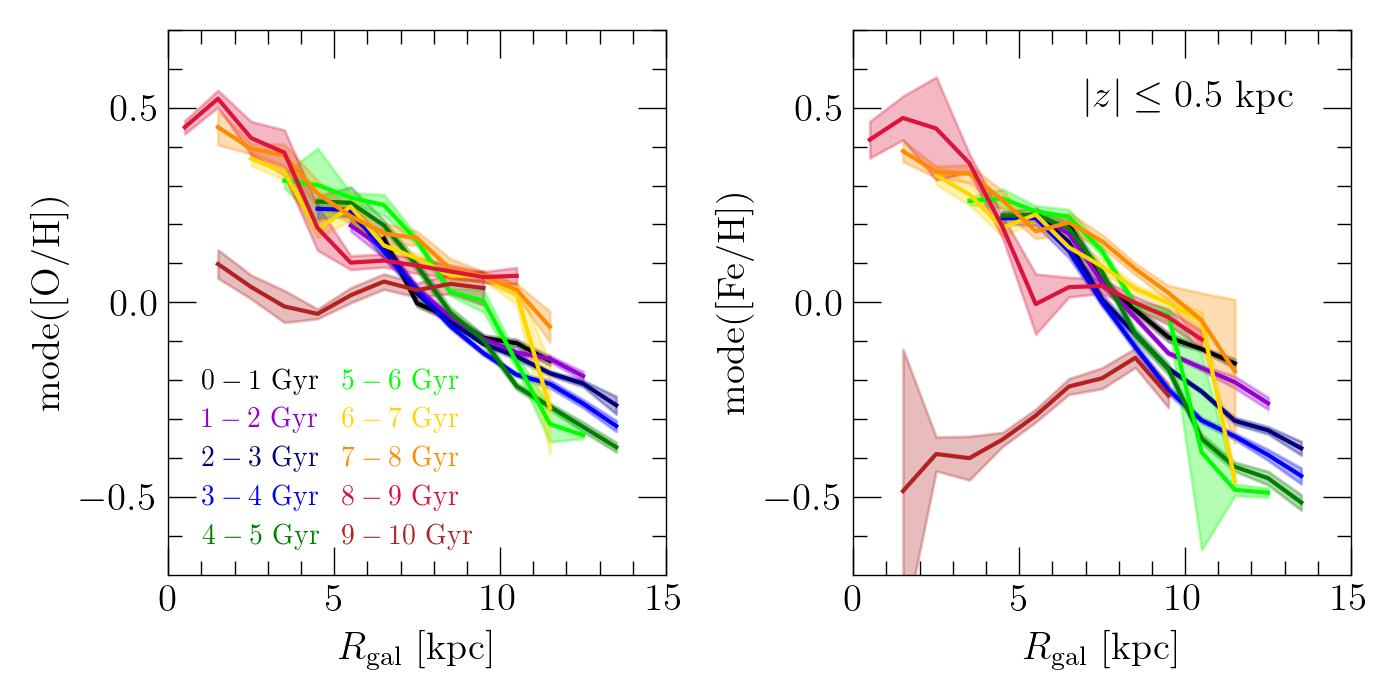 mode([O/H])
0.5
0.0
−0.5
0 − 1 Gyr 5 − 6 Gyr
1 − 2 Gyr 6 − 7 Gyr
2 − 3 Gyr 7 − 8 Gyr
3 − 4 Gyr 8 − 9 Gyr
4 − 5 Gyr 9 − 10 Gyr
0 5 10 15
R_gal [kpc]
mode([Fe/H])
|z| ≤ 0.5 kpc
0.5
0.0
−0.5
0 5 10 15
R_gal [kpc]